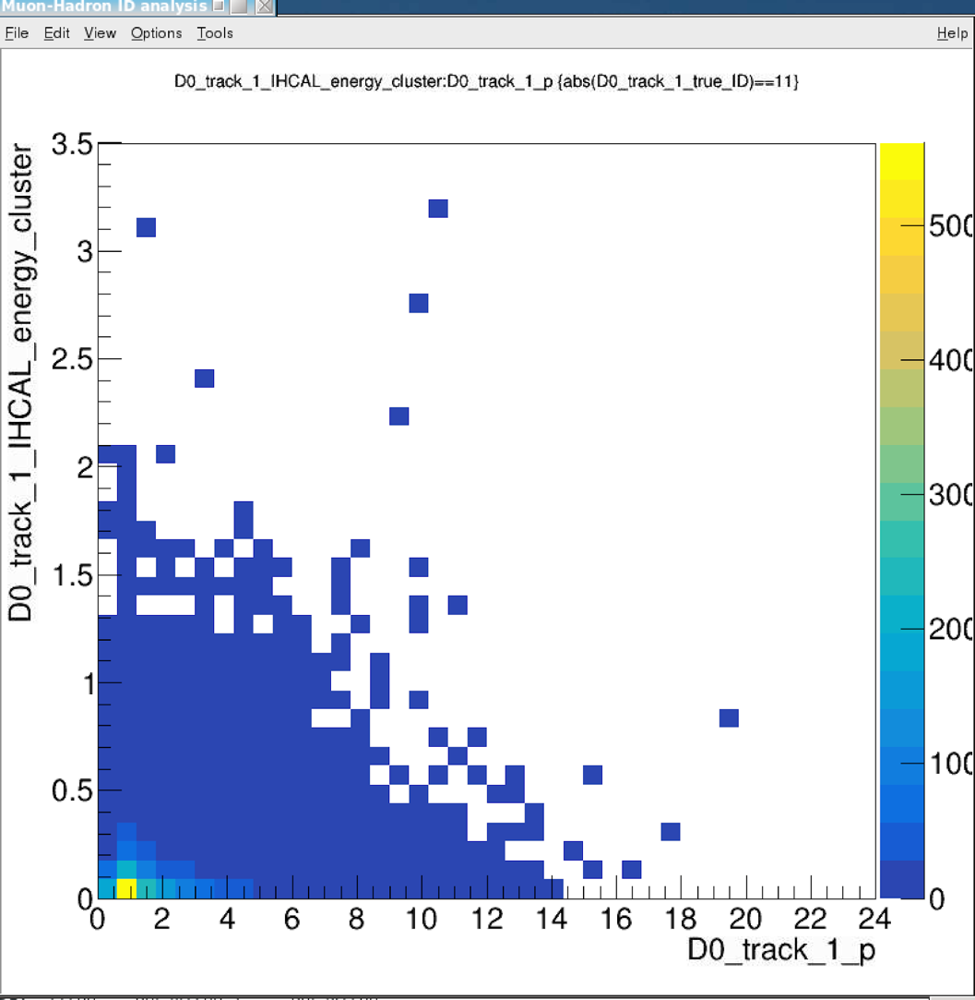 Muon-Hadron ID analysis
File Edit View Options Tools Help
D0_track_1_IHCAL_energy_cluster:D0_track_1_p {abs(D0_track_1_true_ID)==11}
D0_track_1_IHCAL_energy_cluster
3.5
3
2.5
2
1.5
1
0.5
0
0 2 4 6 8 10 12 14 16 18 20 22 24
D0_track_1_p
500
400
300
200
100
0